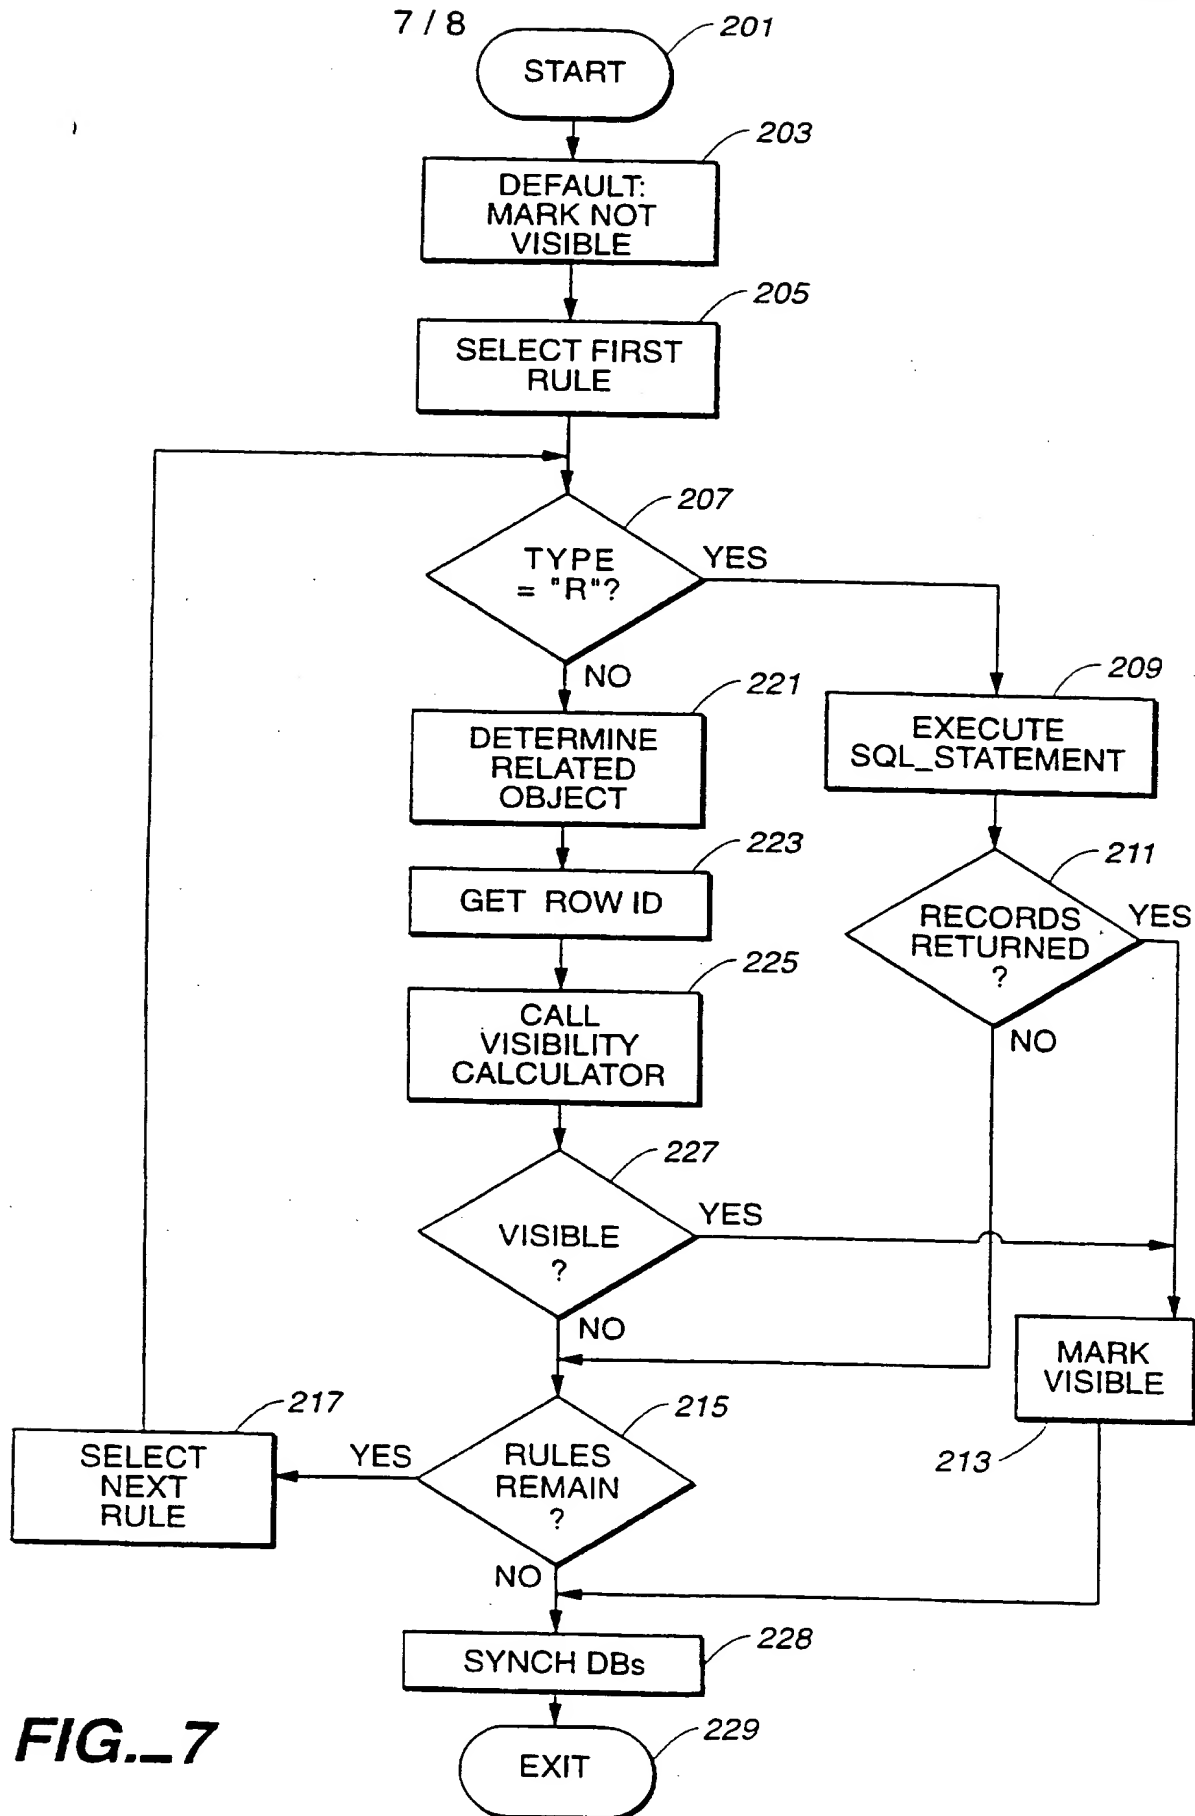 7 / 8
201
START
203
DEFAULT:
MARK NOT
VISIBLE
205
SELECT FIRST
RULE
207
TYPE
= "R"?
YES
NO
221
DETERMINE
RELATED
OBJECT
209
EXECUTE
SQL_STATEMENT
223
GET ROW ID
211
RECORDS
RETURNED
?
YES
NO
225
CALL
VISIBILITY
CALCULATOR
227
VISIBLE
?
YES
NO
MARK
VISIBLE
213
215
RULES
REMAIN
?
YES
NO
217
SELECT
NEXT
RULE
228
SYNCH DBs
229
EXIT
FIG._7